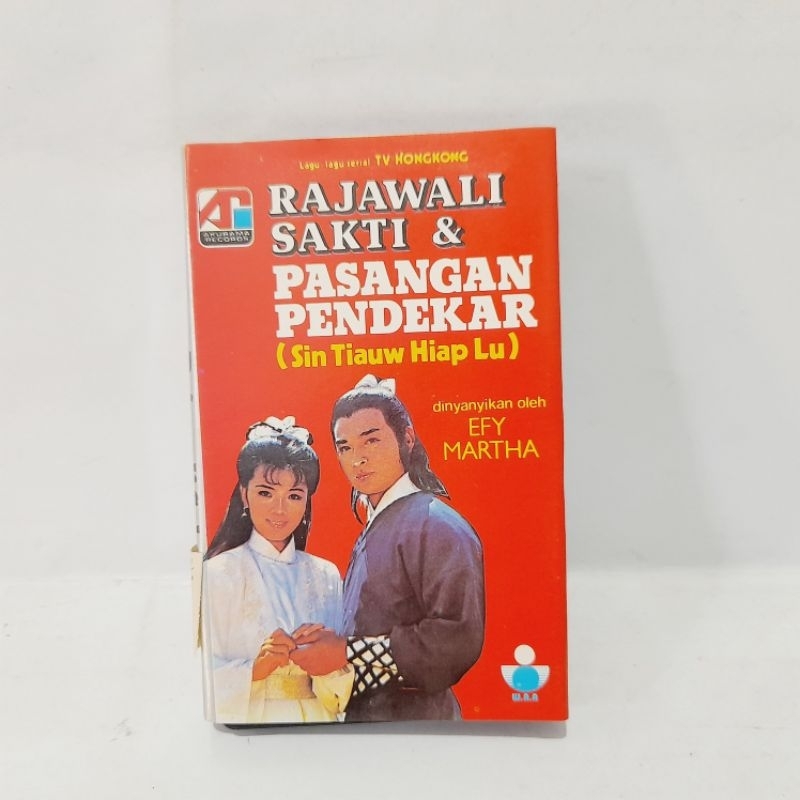 Lagu - lagu serial TV HONGKONG
RAJAWALI
SAKTI &
PASANGAN
PENDEKAR
(Sin Tiauw Hiap Lu)
dinyanyikan oleh
EFY
MARTHA
AKURAMA
RECORDS
W.A.R